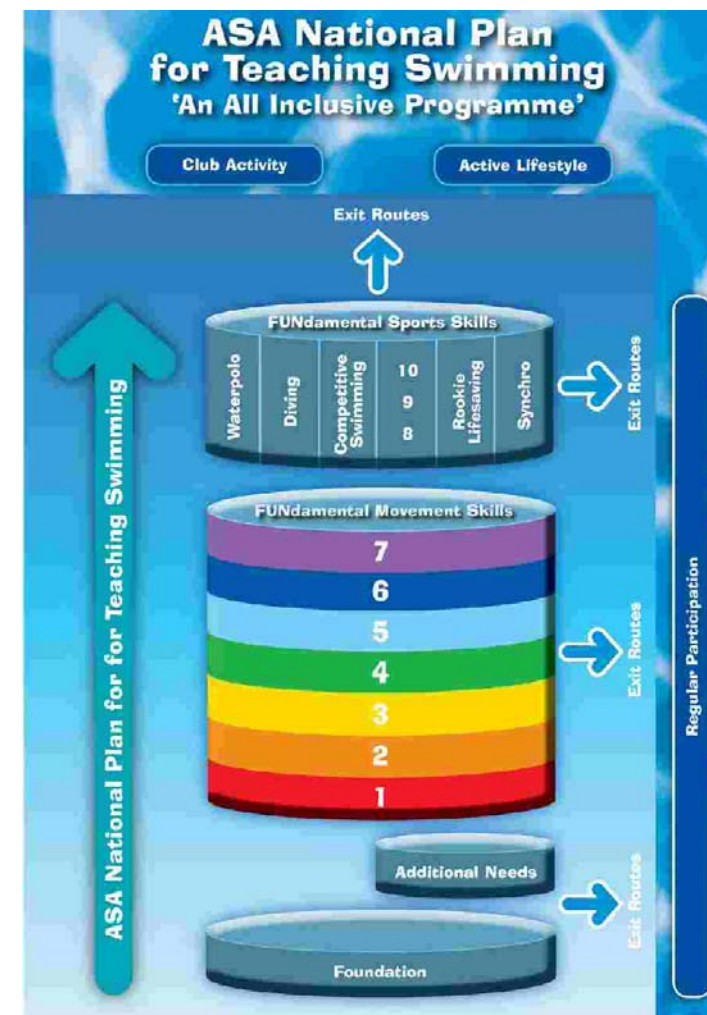 ASA National Plan
for Teaching Swimming
'An All Inclusive Programme'
Club Activity
Active Lifestyle
Exit Routes
FUNdamental Sports Skills
Waterpolo
Diving
Competitive
Swimming
10
9
8
Rookie
Lifesaving
Synchro
Exit Routes
FUNdamental Movement Skills
7
6
5
4
3
2
1
Exit Routes
Additional Needs
Foundation
Exit Routes
ASA National Plan for for Teaching Swimming
Regular Participation